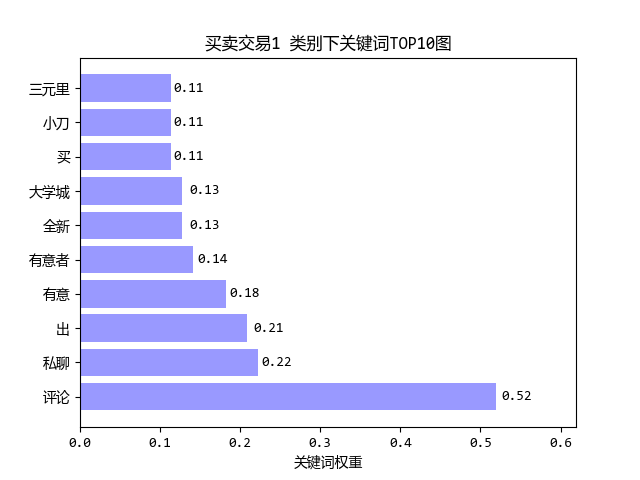 买卖交易1 类别下关键词TOP10图
三元里 0.11
小刀 0.11
买 0.11
大学城 0.13
全新 0.13
有意者 0.14
有意 0.18
出 0.21
私聊 0.22
评论 0.52
0.0 0.1 0.2 0.3 0.4 0.5 0.6
关键词权重